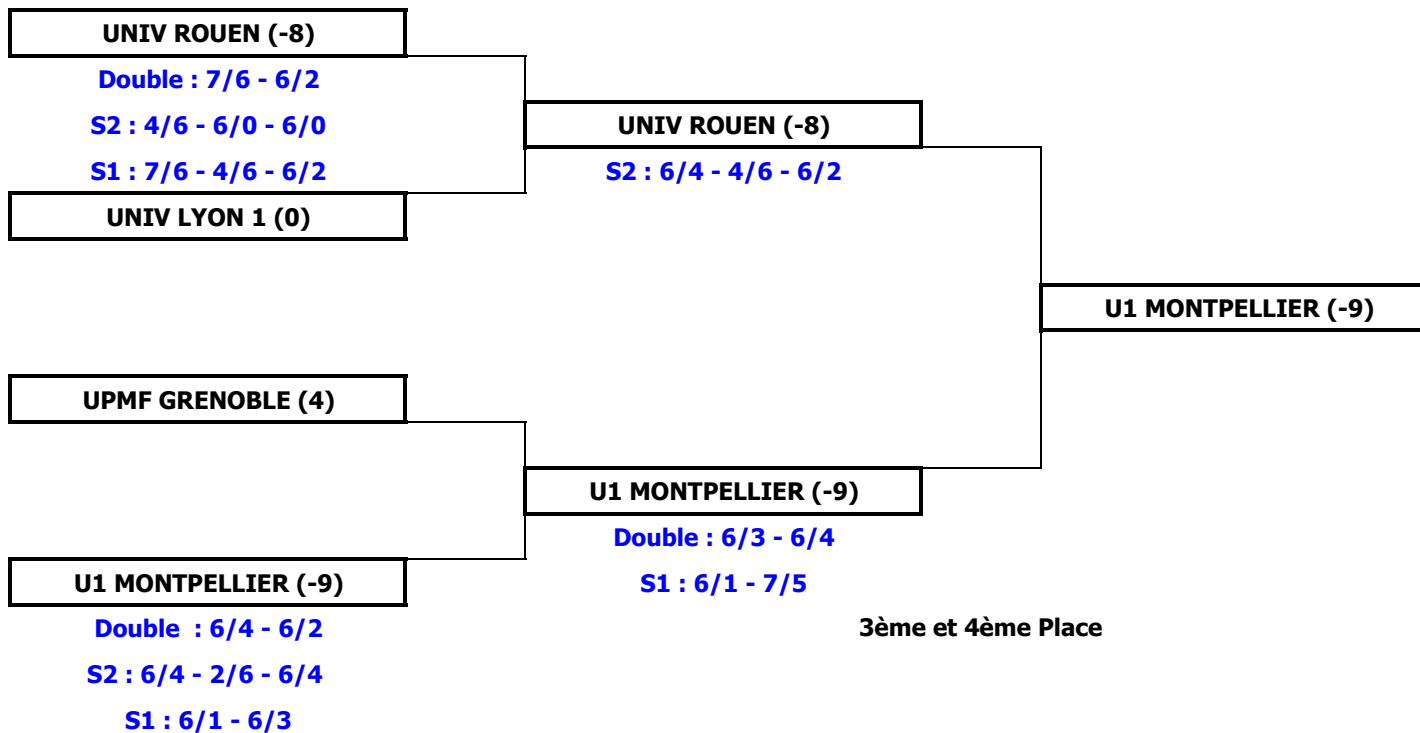 UNIV ROUEN (-8)
Double : 7/6 - 6/2
S2 : 4/6 - 6/0 - 6/0
S1 : 7/6 - 4/6 - 6/2
UNIV LYON 1 (0)
UNIV ROUEN (-8)
S2 : 6/4 - 4/6 - 6/2
U1 MONTPELLIER (-9)
UPMF GRENOBLE (4)
U1 MONTPELLIER (-9)
Double : 6/3 - 6/4
S1 : 6/1 - 7/5
U1 MONTPELLIER (-9)
Double : 6/4 - 6/2
S2 : 6/4 - 2/6 - 6/4
S1 : 6/1 - 6/3
3ème et 4ème Place